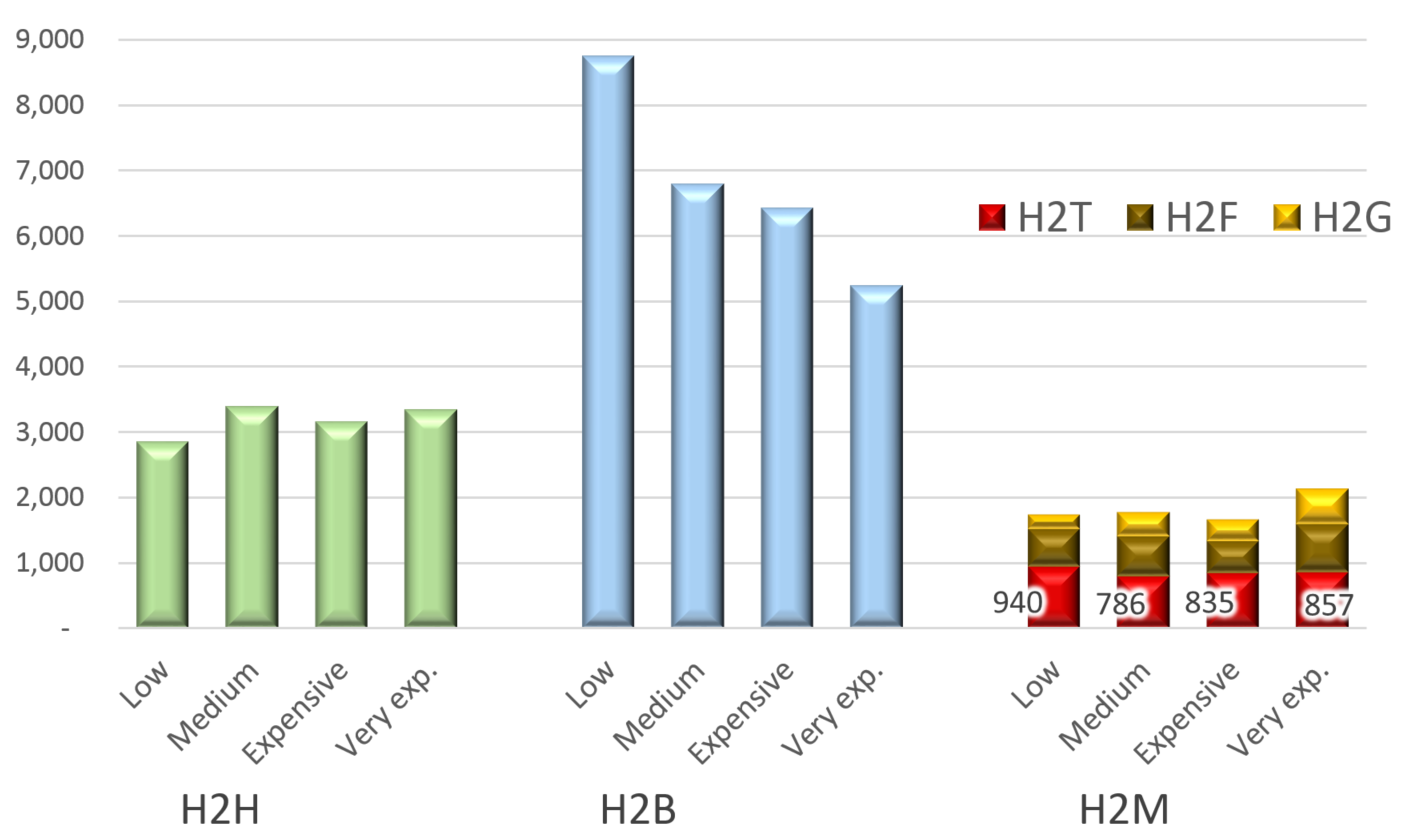 9,000
8,000
7,000
6,000
5,000
4,000
3,000
2,000
1,000
-
H2T H2F H2G
940 786 835 857
Low Medium Expensive Very exp. Low Medium Expensive Very exp. Low Medium Expensive Very exp.
H2H H2B H2M